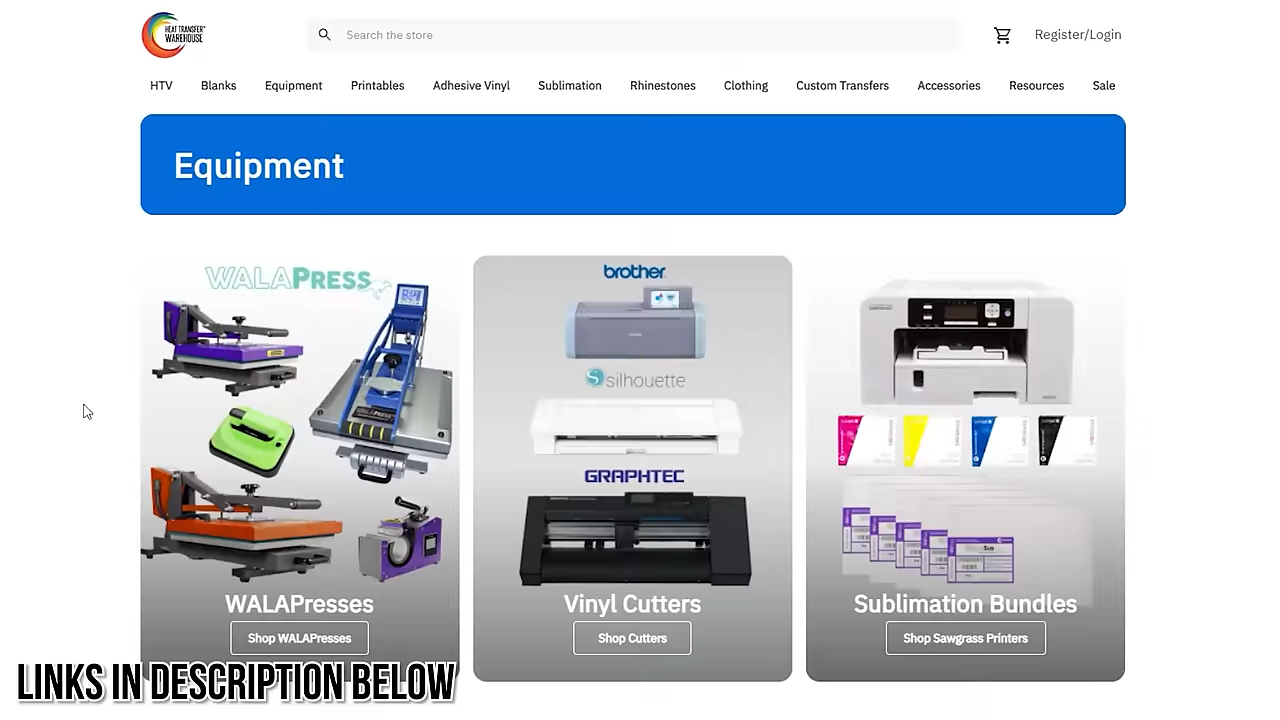 HEAT TRANSFER
WAREHOUSE
Search the store
Register/Login
HTV Blanks Equipment Printables Adhesive Vinyl Sublimation Rhinestones Clothing Custom Transfers Accessories Resources Sale
Equipment
WALAPRESS
WALAPRESS
WALAPresses
Shop WALAPresses
brother
silhouette
GRAPHTEC
Vinyl Cutters
Shop Cutters
Sublimation Bundles
Shop Sawgrass Printers
LINKS IN DESCRIPTION BELOW